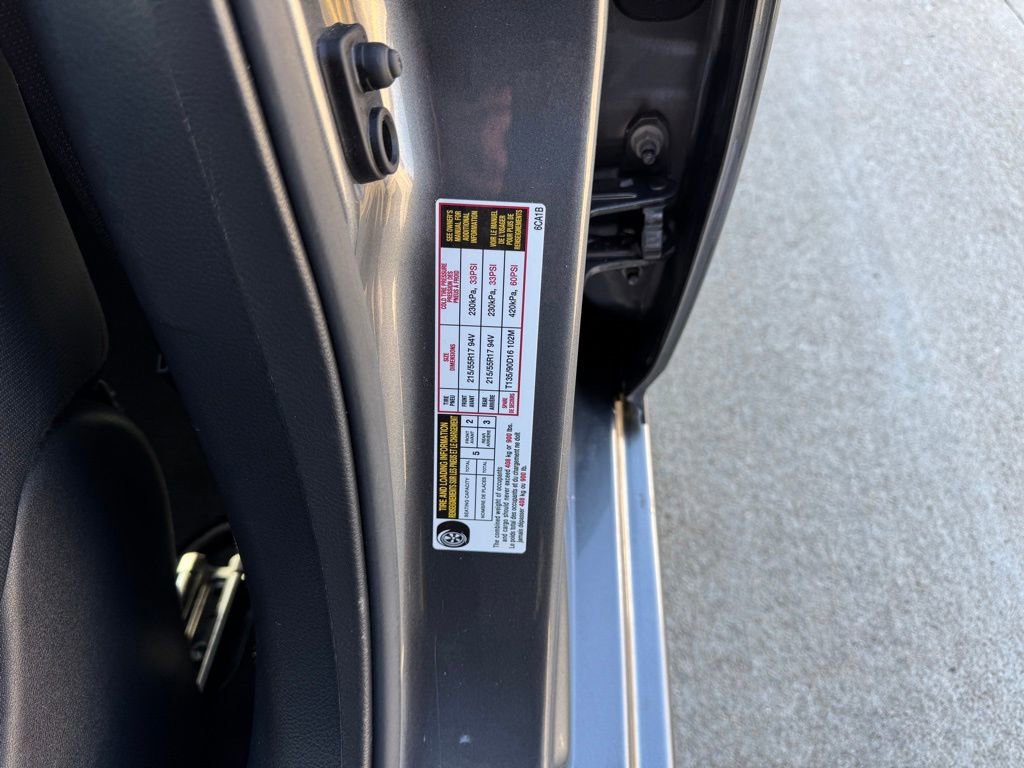 TIRE AND LOADING INFORMATION
RENSEIGNEMENTS SUR LES PNEUS ET LE CHARGEMENT
SEATING CAPACITY TOTAL 5 FRONT AVANT 2 REAR ARRIÈRE 3
NOMBRE DE PLACES TOTAL
The combined weight of occupants
and cargo should never exceed 408 kg or 900 lbs.
Le poids total des occupants et du chargement ne doit
jamais dépasser 408 kg ou 900 lb.
TIRE PNEU SIZE DIMENSIONS COLD TIRE PRESSURE PRESSION DES PNEUS A FROID
FRONT AVANT 215/55R17 94V 230kPa, 33PSI
REAR ARRIÈRE 215/55R17 94V 230kPa, 33PSI
SPARE DE SECOURS T135/90D16 102M 420kPa, 60PSI
SEE OWNER'S
MANUAL FOR
ADDITIONAL
INFORMATION
VOIR LE MANUEL
DE L'USAGER
POUR PLUS DE
RENSEIGNEMENTS
6CA1B